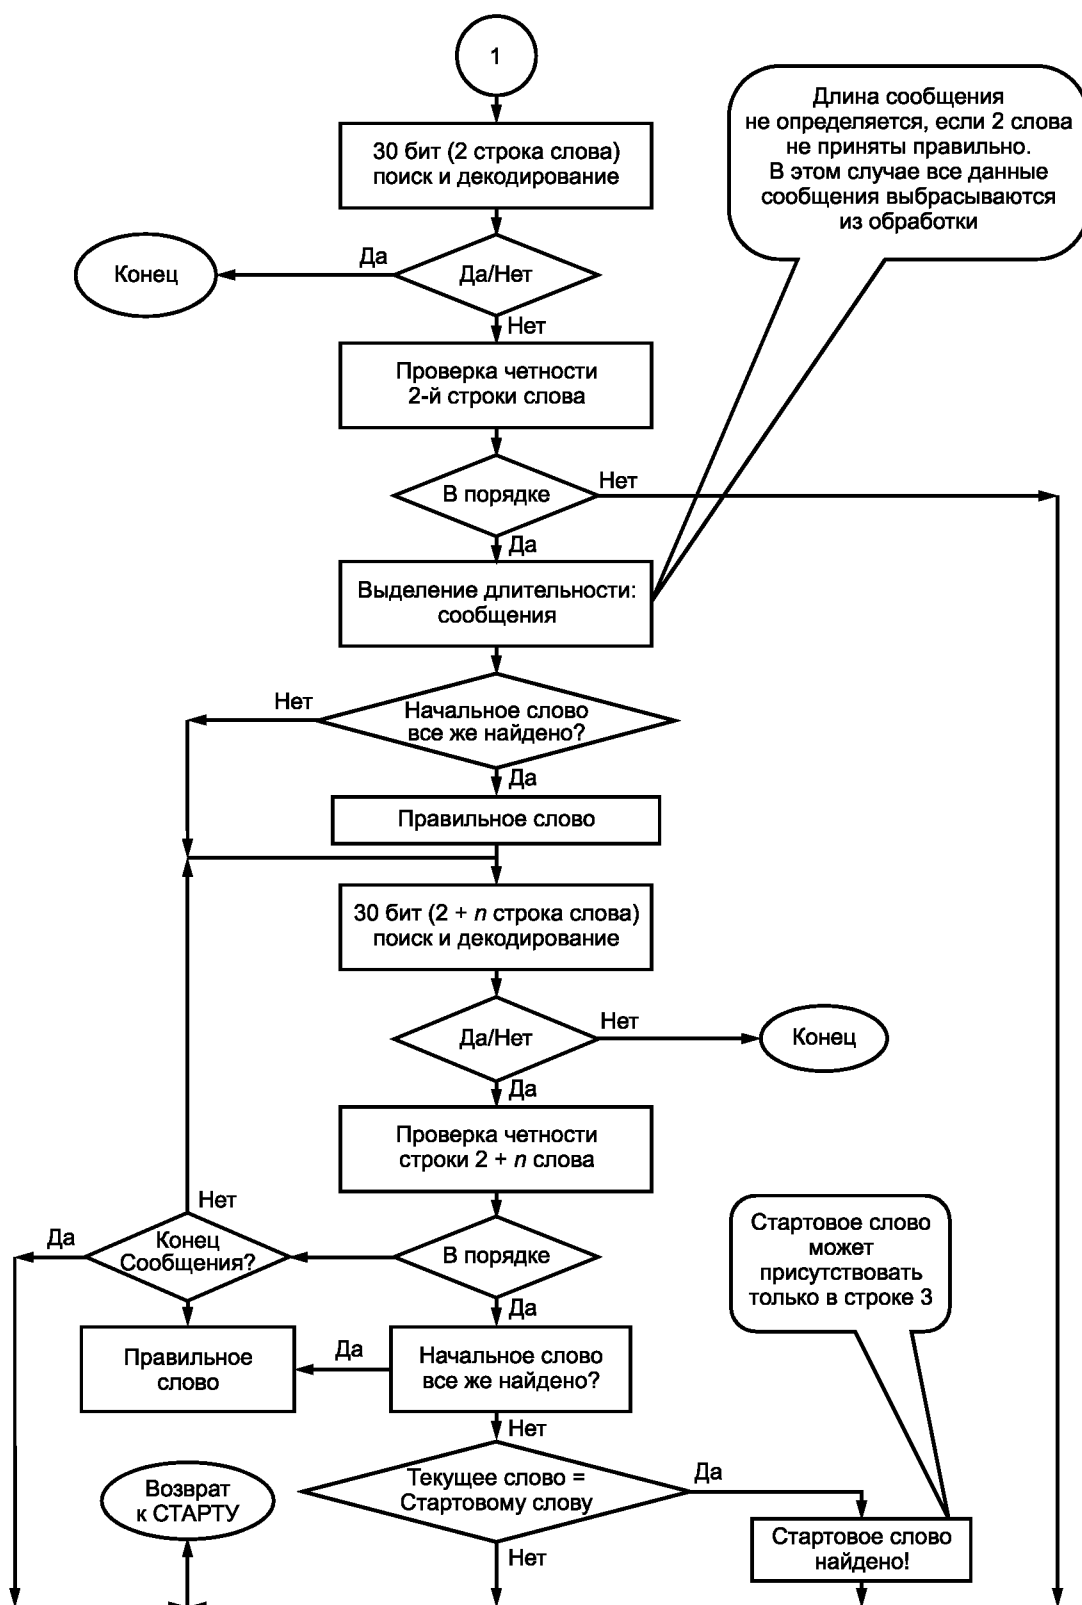 1
Длина сообщения
не определяется, если 2 слова
не приняты правильно.
В этом случае все данные
сообщения выбрасываются
из обработки
30 бит (2 строка слова)
поиск и декодирование
Да
Конец
Да/Нет
Нет
Проверка четности
2-й строки слова
В порядке
Нет
Да
Выделение длительности:
сообщения
Нет
Начальное слово
все же найдено?
Да
Правильное слово
30 бит (2 + n строка слова)
поиск и декодирование
Да/Нет
Нет
Конец
Да
Проверка четности
строки 2 + n слова
Нет
Да
Конец
Сообщения?
В порядке
Стартовое слово
может
присутствовать
только в строке 3
Да
Правильное
слово
Да
Начальное слово
все же найдено?
Нет
Возврат
к СТАРТУ
Текущее слово =
Стартовому слову
Да
Нет
Стартовое слово
найдено!